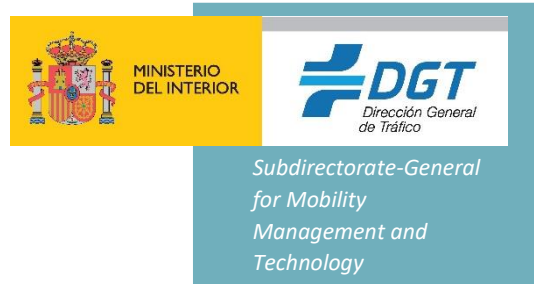 MINISTERIO
DEL INTERIOR
DGT
Dirección General
de Tráfico
Subdirectorate-General
for Mobility
Management and
Technology